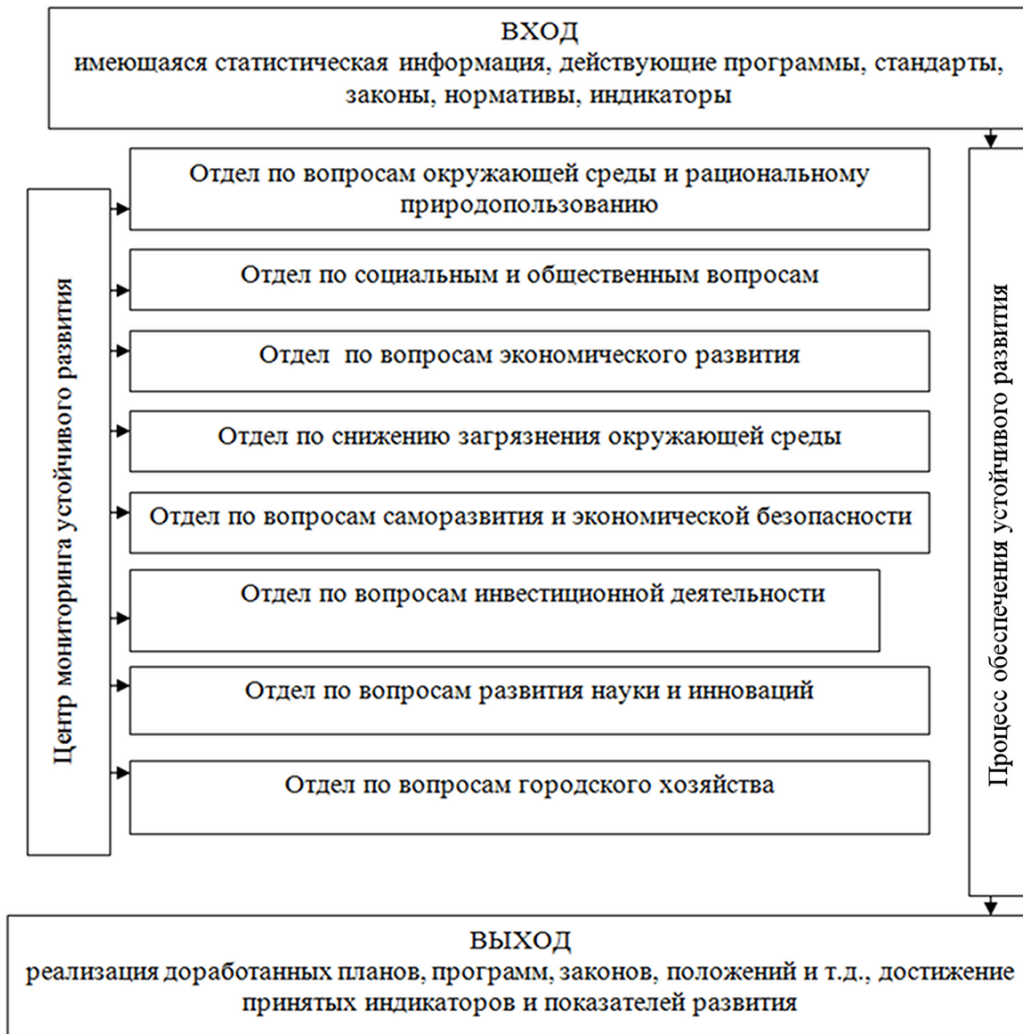 ВХОД
имеющаяся статистическая информация, действующие программы, стандарты,
законы, нормативы, индикаторы
Центр мониторинга устойчивого развития
Отдел по вопросам окружающей среды и рациональному
природопользованию
Отдел по социальным и общественным вопросам
Отдел по вопросам экономического развития
Отдел по снижению загрязнения окружающей среды
Отдел по вопросам саморазвития и экономической безопасности
Отдел по вопросам инвестиционной деятельности
Отдел по вопросам развития науки и инноваций
Отдел по вопросам городского хозяйства
Процесс обеспечения устойчивого развития
ВЫХОД
реализация доработанных планов, программ, законов, положений и т.д., достижение
принятых индикаторов и показателей развития